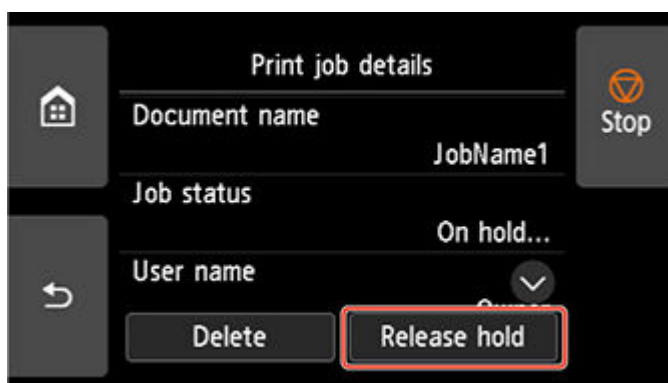 Print job details
Stop
Document name
JobName1
Job status
On hold...
User name
Delete
Release hold